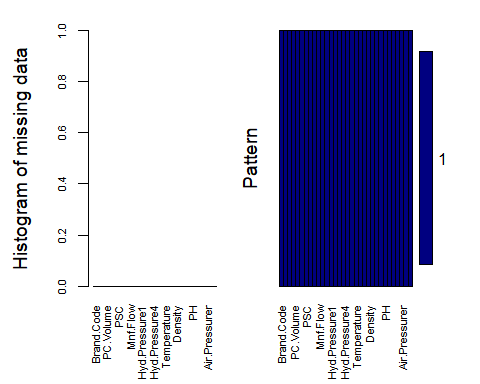 Histogram of missing data
1.0
0.8
0.6
0.4
0.2
0.0
Brand.Code
PC.Volume
PSC
Mnf.Flow
Hyd.Pressure1
Hyd.Pressure4
Temperature
Density
PH
Air.Pressurer
Pattern
Brand.Code
PC.Volume
PSC
Mnf.Flow
Hyd.Pressure1
Hyd.Pressure4
Temperature
Density
PH
Air.Pressurer
1